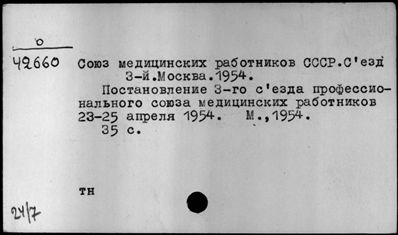 o
42660
Союз медицинских работников СССР.С'езд
3-й.Москва.1954.
Постановление 3-го с'езда профессио-
нального союза медицинских работников
23-25 апреля 1954. М.,1954.
35 с.
тн
24/7